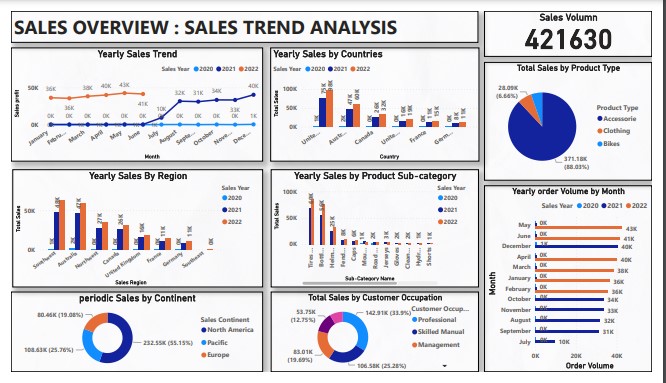 SALES OVERVIEW : SALES TREND ANALYSIS
Sales Volumn
421630
Yearly Sales Trend
Sales Year 2020 2021 2022
Sales profit
50K
0K
36K 36K 38K 40K 43K 41K
10K 32K 31K 34K 33K 40K
January Febru... March April May June July August Septe... October Nove... Dece...
Month
Yearly Sales by Countries
Sales Year 2020 2021 2022
Total Sales
100K
50K
0K
Unite... Austr... Canada Unite... France Germ...
Country
Total Sales by Product Type
28.09K
(6.66%)
371.18K
(88.03%)
Product Type
Accessorie
Clothing
Bikes
Yearly Sales By Region
Sales Year
2020
2021
2022
Total Sales
50K
0K
Southwest Australia Northwest Canada United Kingdom France Germany Southeast
Sales Region
Yearly Sales by Product Sub-category
Sales Year
2020
2021
2022
Total Sales
100K
50K
0K
Tires... Bottl... Helm... Fend... Caps Mou... Road ... Jerseys Gloves Clean... Hydr... Shorts
Sub-Category Name
Yearly order Volume by Month
Sales Year 2020 2021 2022
Month
May 0K 43K
June 0K 41K
December 40K
April 0K 40K
March 0K 38K
January 0K 36K
February 0K 36K
October 0K 34K
November 0K 33K
August 0K 32K
September 0K 31K
July 10K
0K 20K 40K
Order Volume
periodic Sales by Continent
80.46K (19.08%)
108.63K (25.76%)
232.55K (55.15%)
Sales Continent
North America
Pacific
Europe
Total Sales by Customer Occupation
53.75K
(12.75%)
83.01K
(19.69%)
142.91K (33.9%)
106.58K (25.28%)
Customer Occup...
Professional
Skilled Manual
Management